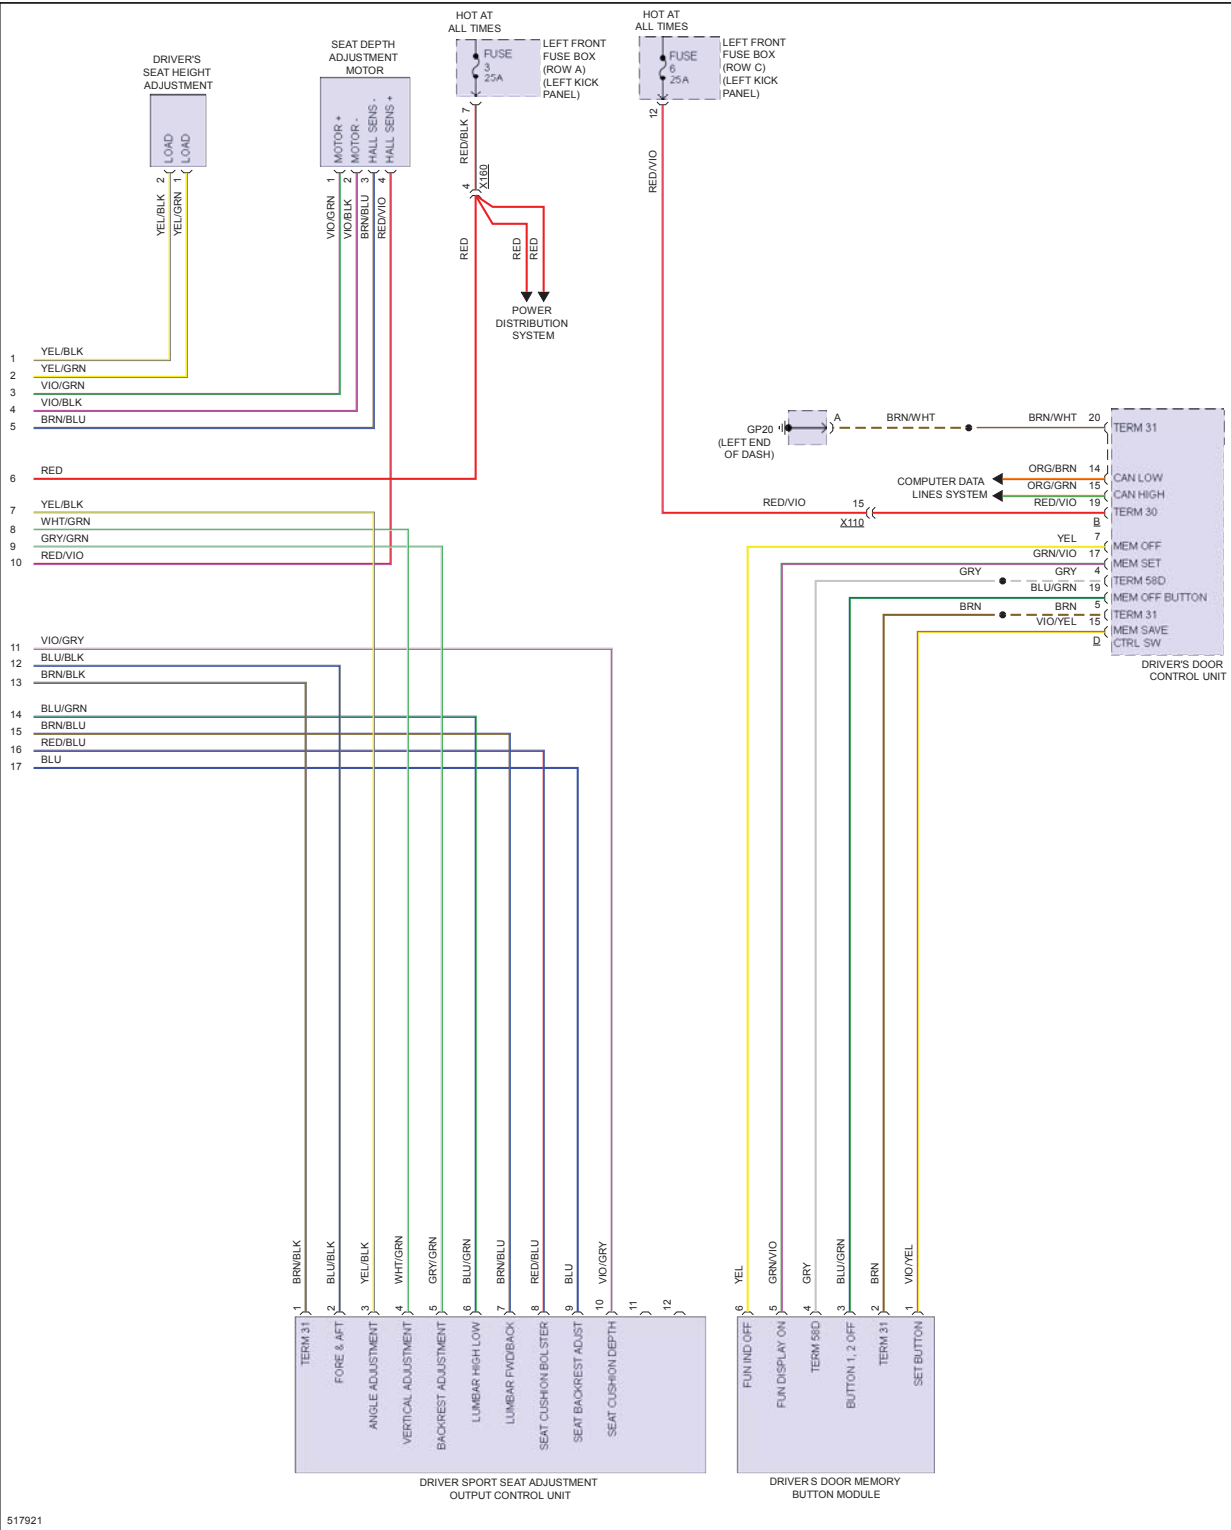 HOT AT
ALL TIMES
HOT AT
ALL TIMES
DRIVER'S
SEAT HEIGHT
ADJUSTMENT
SEAT DEPTH
ADJUSTMENT
MOTOR
FUSE
3
25A
LEFT FRONT
FUSE BOX
(ROW A)
(LEFT KICK
PANEL)
FUSE
6
25A
LEFT FRONT
FUSE BOX
(ROW C)
(LEFT KICK
PANEL)
LOAD
LOAD
MOTOR +
MOTOR -
HALL SENS -
HALL SENS +
2
1
1
2
3
4
7
12
YEL/BLK
YEL/GRN
VIO/GRN
VIO/BLK
BRN/BLU
RED/VIO
RED/BLK
4
X160
RED/VIO
RED
RED
RED
POWER
DISTRIBUTION
SYSTEM
1 YEL/BLK
2 YEL/GRN
3 VIO/GRN
4 VIO/BLK
5 BRN/BLU
6 RED
7 YEL/BLK
8 WHT/GRN
9 GRY/GRN
10 RED/VIO
11 VIO/GRY
12 BLU/BLK
13 BRN/BLK
14 BLU/GRN
15 BRN/BLU
16 RED/BLU
17 BLU
GP20
(LEFT END
OF DASH)
A
BRN/WHT
BRN/WHT 20 TERM 31
COMPUTER DATA
LINES SYSTEM
ORG/BRN 14 CAN LOW
ORG/GRN 15 CAN HIGH
RED/VIO
15
X110
RED/VIO 19 TERM 30
B
YEL 7 MEM OFF
GRN/VIO 17 MEM SET
GRY
GRY 4 TERM 58D
BLU/GRN 19 MEM OFF BUTTON
BRN
BRN 5 TERM 31
VIO/YEL 15 MEM SAVE
CTRL SW
D
DRIVER'S DOOR
CONTROL UNIT
BRN/BLK
BLU/BLK
YEL/BLK
WHT/GRN
GRY/GRN
BLU/GRN
BRN/BLU
RED/BLU
BLU
VIO/GRY
1
2
3
4
5
6
7
8
9
10
11
12
TERM 31
FORE & AFT
ANGLE ADJUSTMENT
VERTICAL ADJUSTMENT
BACKREST ADJUSTMENT
LUMBAR HIGH LOW
LUMBAR FWD/BACK
SEAT CUSHION BOLSTER
SEAT BACKREST ADJUST
SEAT CUSHION DEPTH
DRIVER SPORT SEAT ADJUSTMENT
OUTPUT CONTROL UNIT
YEL
GRN/VIO
GRY
BLU/GRN
BRN
VIO/YEL
6
5
4
3
2
1
FUN IND OFF
FUN DISPLAY ON
TERM 58D
BUTTON 1, 2 OFF
TERM 31
SET BUTTON
DRIVER S DOOR MEMORY
BUTTON MODULE
517921